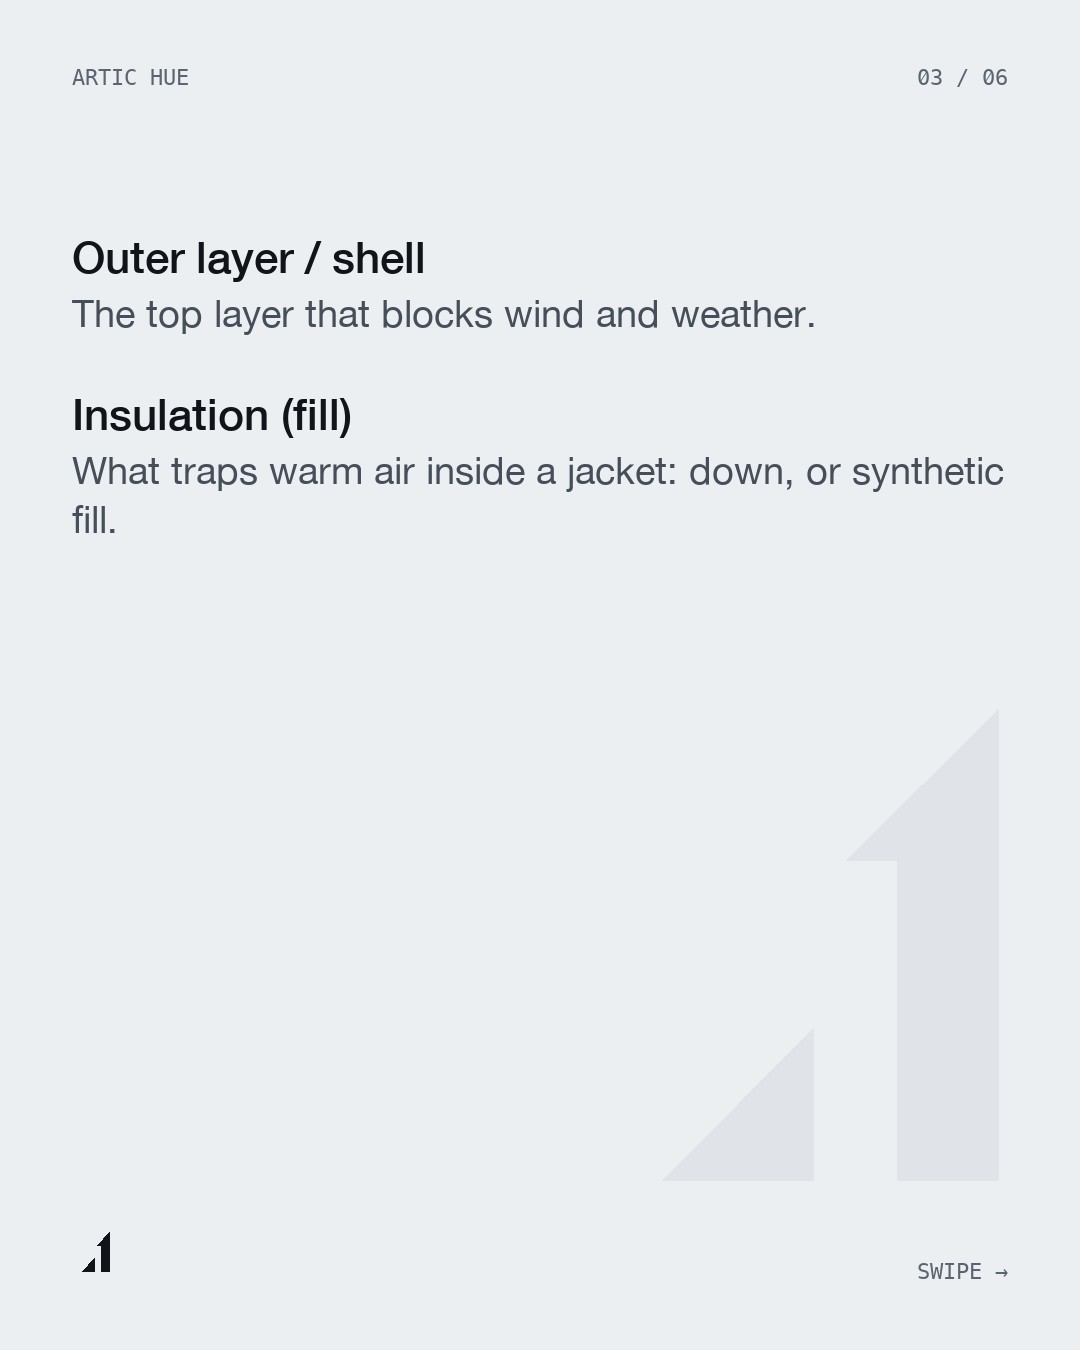 ARTIC HUE
03 / 06
Outer layer / shell
The top layer that blocks wind and weather.
Insulation (fill)
What traps warm air inside a jacket: down, or synthetic
fill.
SWIPE →